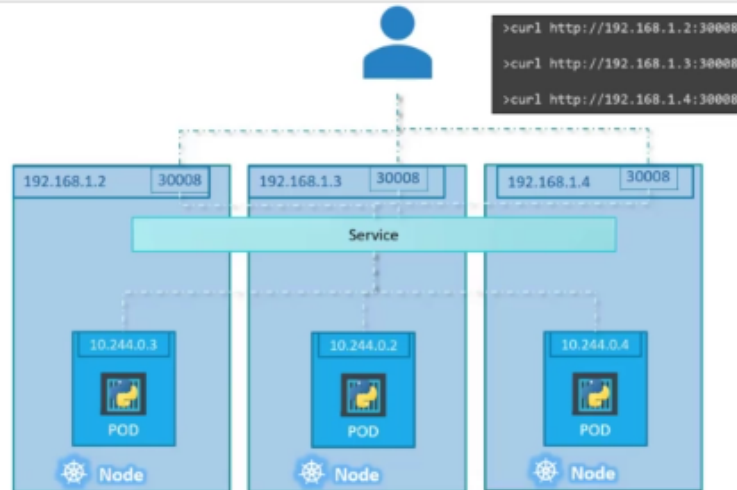 >curl http://192.168.1.2:30008
>curl http://192.168.1.3:30008
>curl http://192.168.1.4:30008
192.168.1.2 30008
192.168.1.3 30008
192.168.1.4 30008
Service
10.244.0.3
10.244.0.2
10.244.0.4
POD
POD
POD
Node
Node
Node